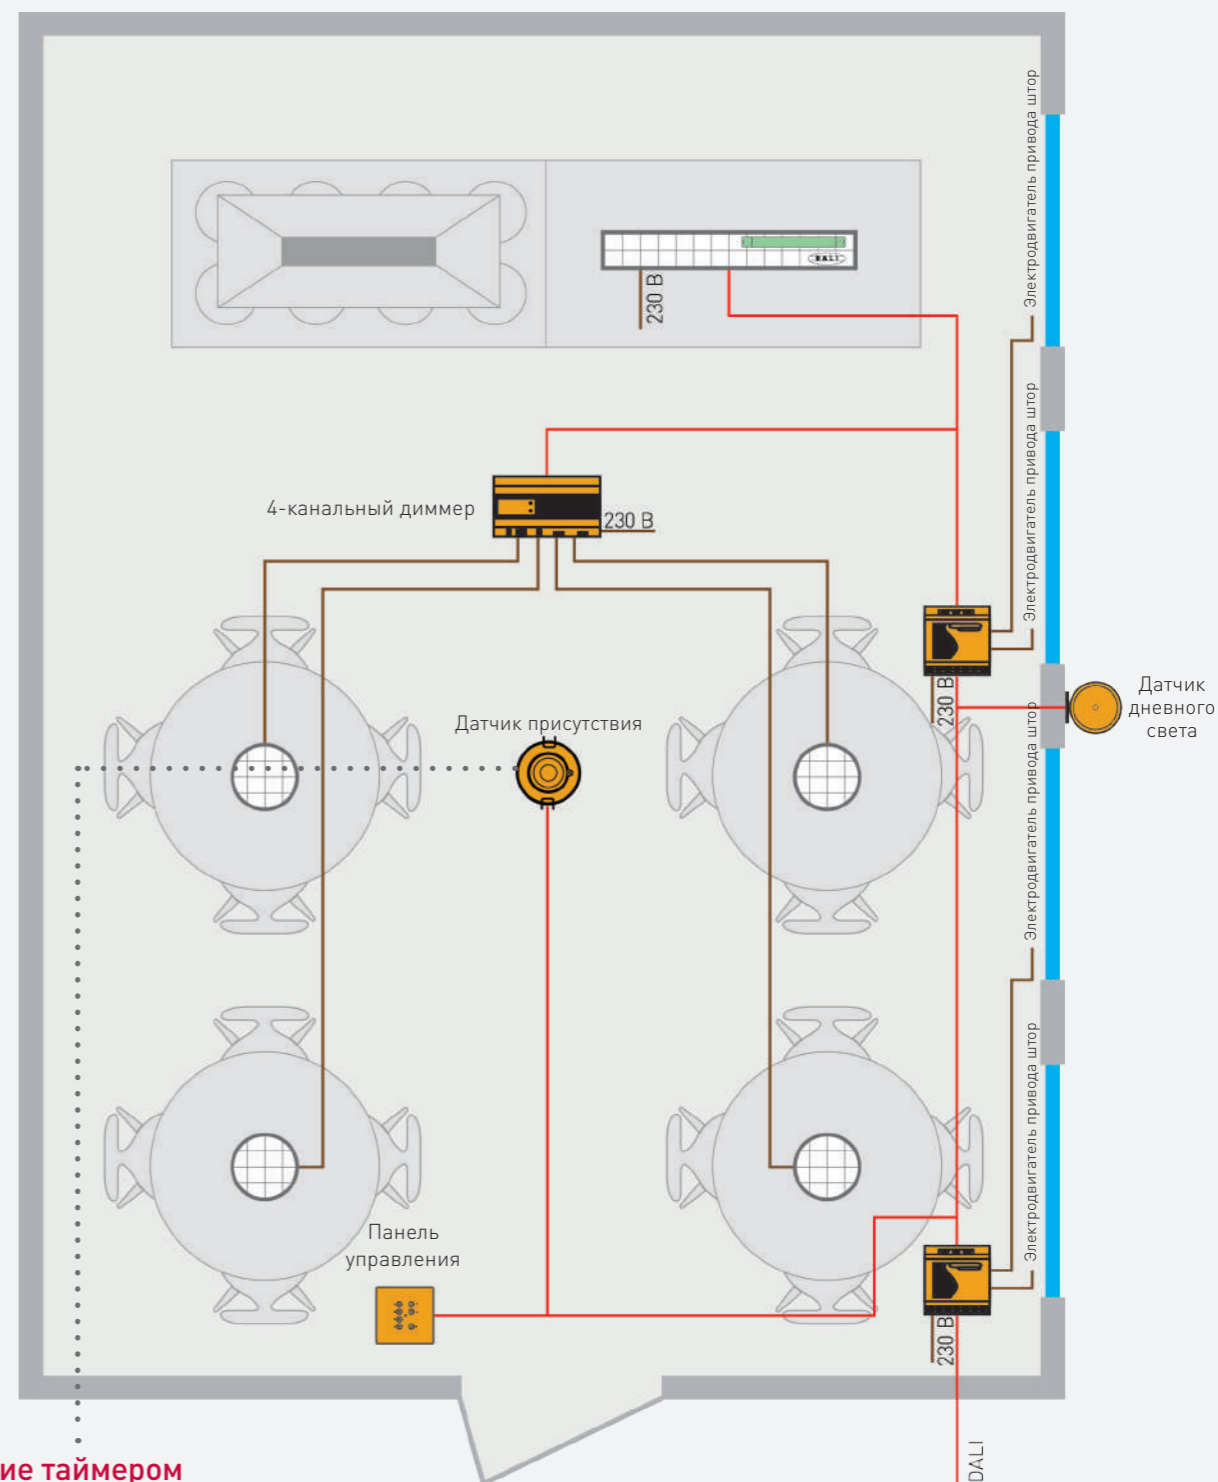 Электродвигатель привода штор
DALI
230 В
Электродвигатель привода штор
4-канальный диммер
230 В
230 В
Датчик
дневного
света
Датчик присутствия
Электродвигатель привода штор
Электродвигатель привода штор
Панель
управления
230 В
DALI
ие таймером